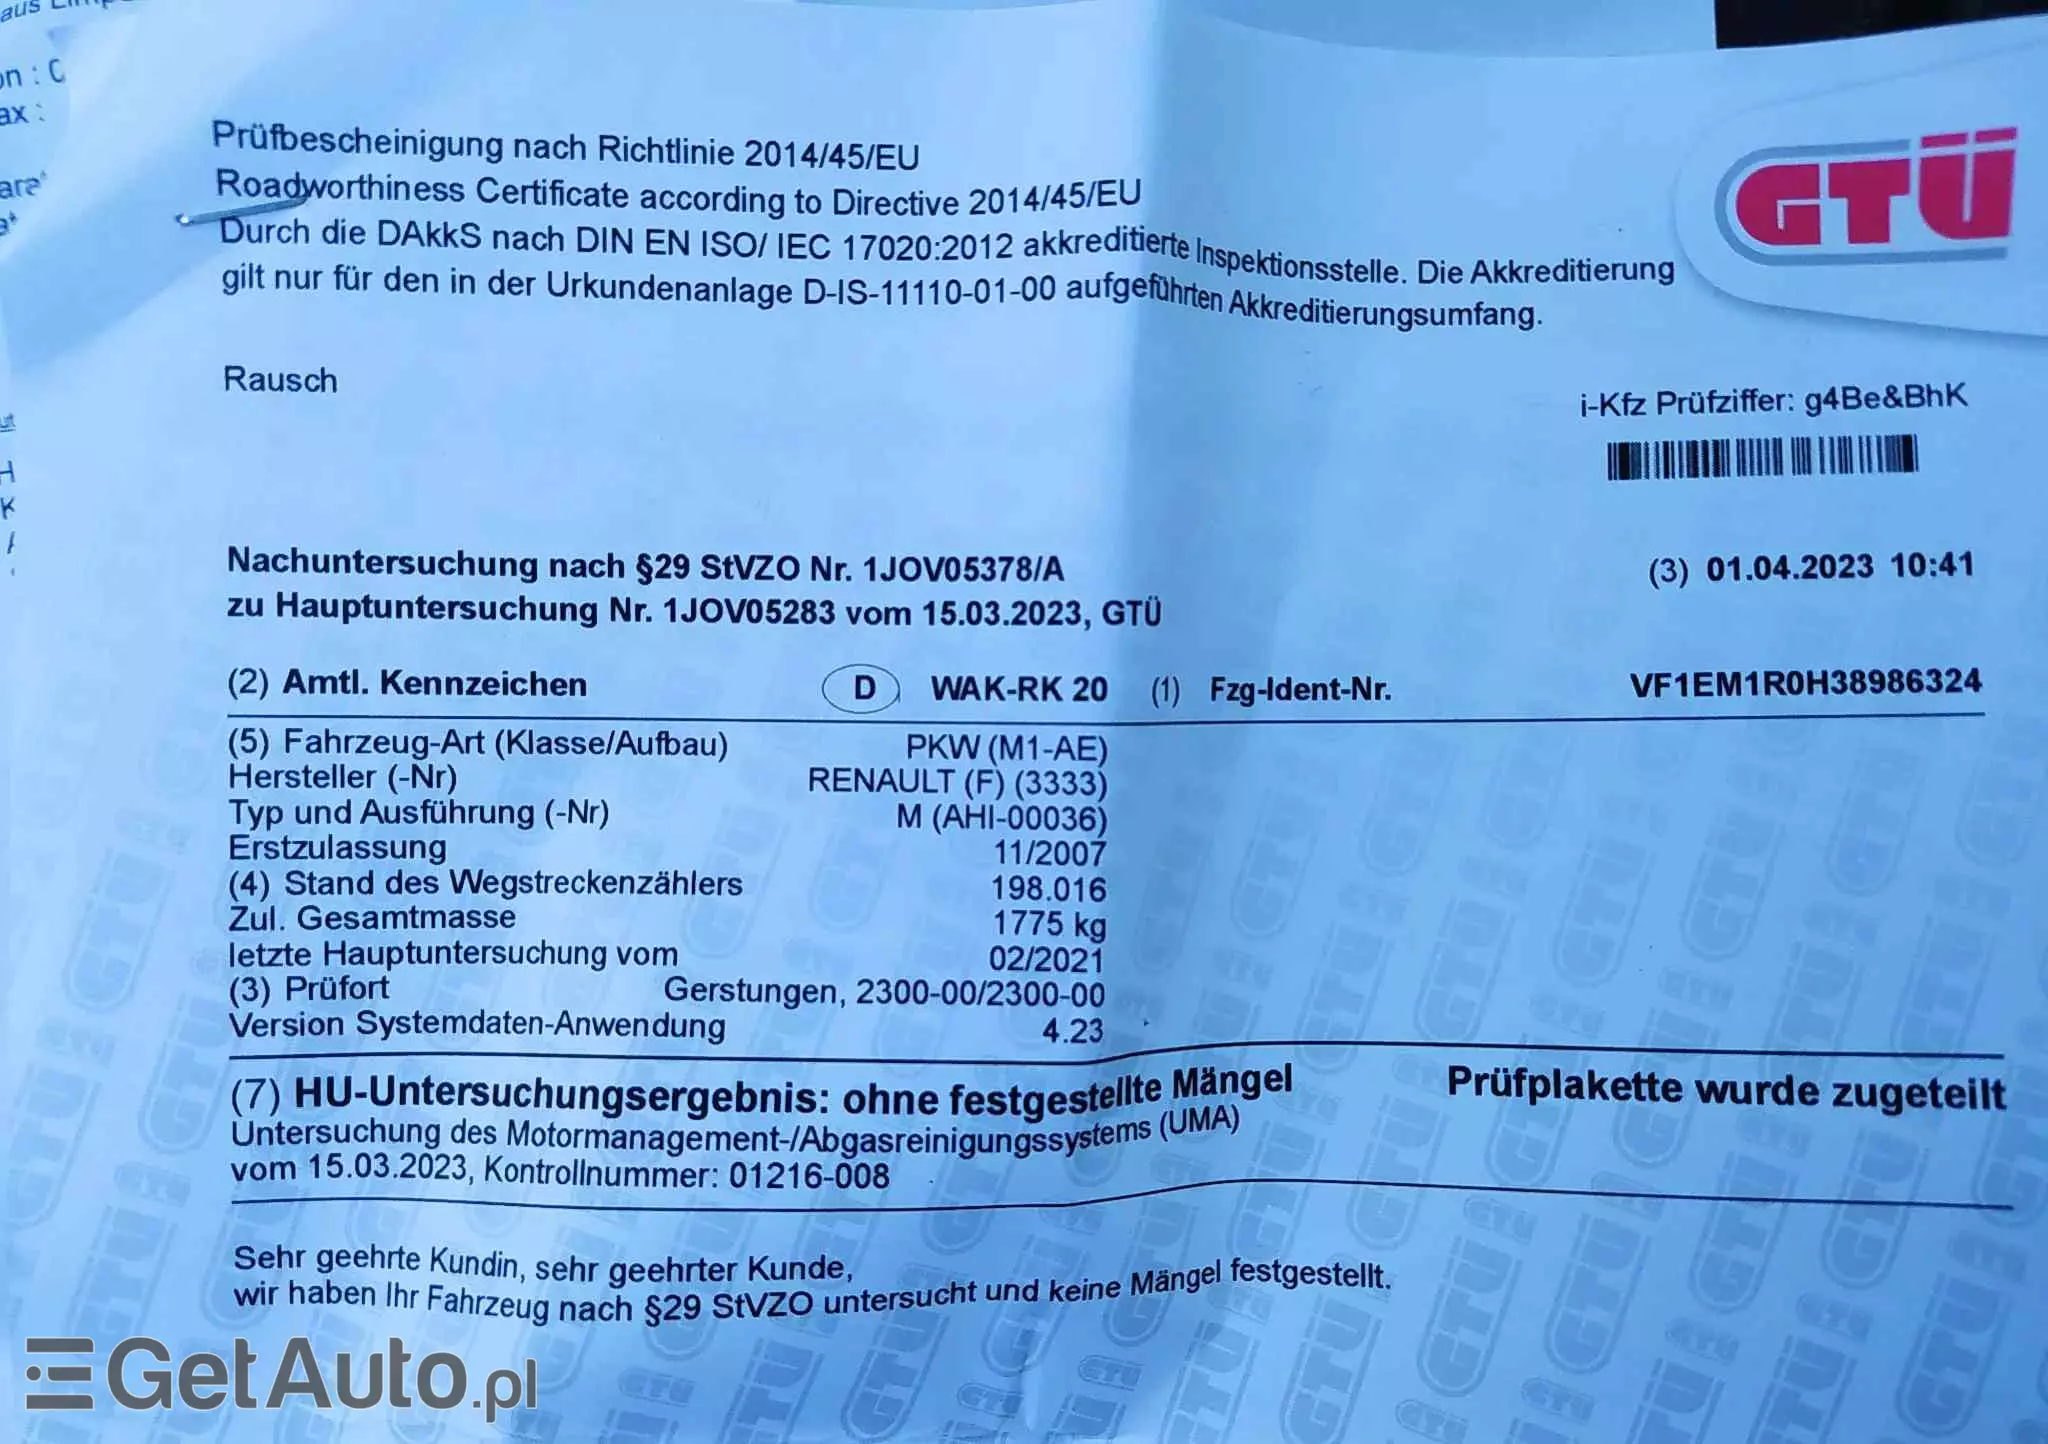 GTÜ
Prüfbescheinigung nach Richtlinie 2014/45/EU
Roadworthiness Certificate according to Directive 2014/45/EU
Durch die DAkkS nach DIN EN ISO/ IEC 17020:2012 akkreditierte Inspektionsstelle. Die Akkreditierung
gilt nur für den in der Urkundenanlage D-IS-11110-01-00 aufgeführten Akkreditierungsumfang.
Rausch
i-Kfz Prüfziffer: g4Be&BhK
Nachuntersuchung nach §29 StVZO Nr. 1JOV05378/A (3) 01.04.2023 10:41
zu Hauptuntersuchung Nr. 1JOV05283 vom 15.03.2023, GTÜ
(2) Amtl. Kennzeichen D WAK-RK 20 (1) Fzg-Ident-Nr. VF1EM1R0H38986324
(5) Fahrzeug-Art (Klasse/Aufbau) PKW (M1-AE)
Hersteller (-Nr) RENAULT (F) (3333)
Typ und Ausführung (-Nr) M (AHI-00036)
Erstzulassung 11/2007
(4) Stand des Wegstreckenzählers 198.016
Zul. Gesamtmasse 1775 kg
letzte Hauptuntersuchung vom 02/2021
(3) Prüfort Gerstungen, 2300-00/2300-00
Version Systemdaten-Anwendung 4.23
(7) HU-Untersuchungsergebnis: ohne festgestellte Mängel Prüfplakette wurde zugeteilt
Untersuchung des Motormanagement-/Abgasreinigungssystems (UMA)
vom 15.03.2023, Kontrollnummer: 01216-008
Sehr geehrte Kundin, sehr geehrter Kunde,
wir haben Ihr Fahrzeug nach §29 StVZO untersucht und keine Mängel festgestellt.
GetAuto.pl